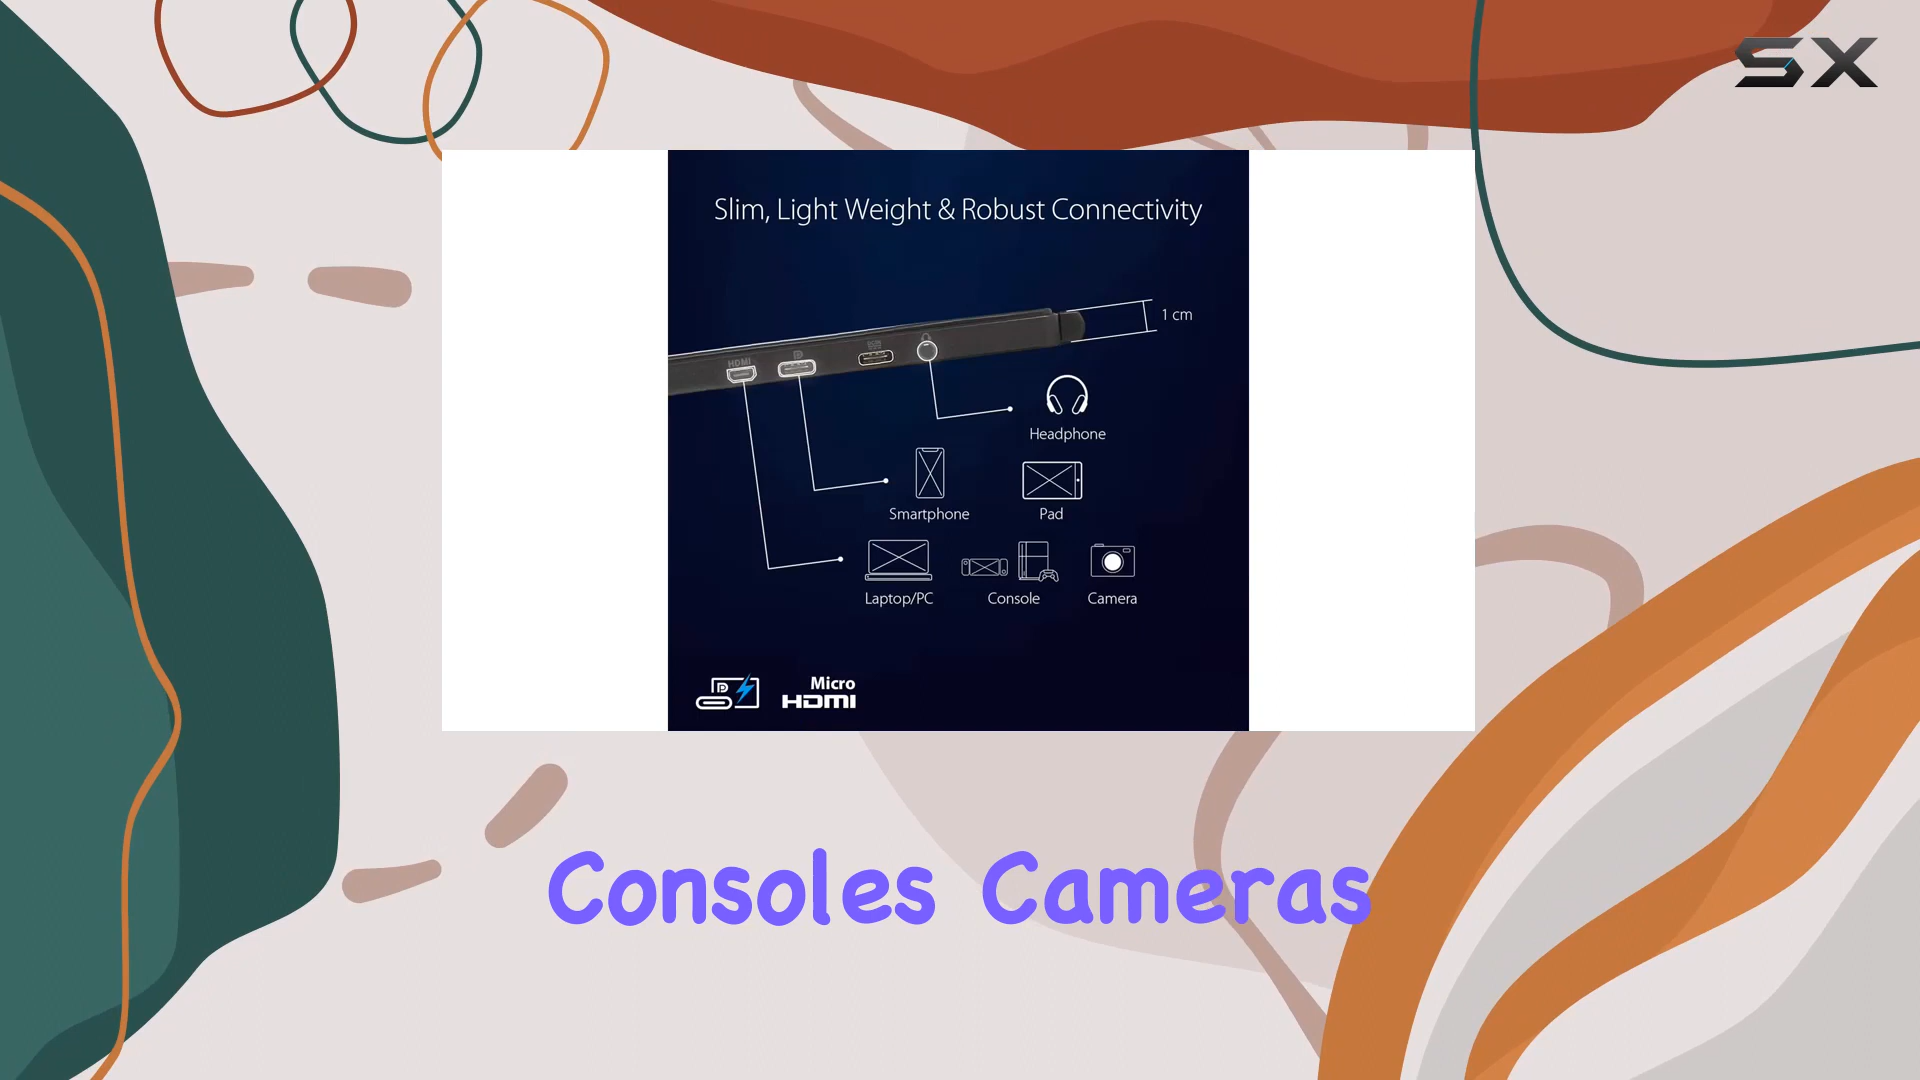 SX
Slim, Light Weight & Robust Connectivity
1 cm
HDMI
Headphone
Smartphone Pad
Laptop/PC Console Camera
Micro
HDMI
Consoles Cameras